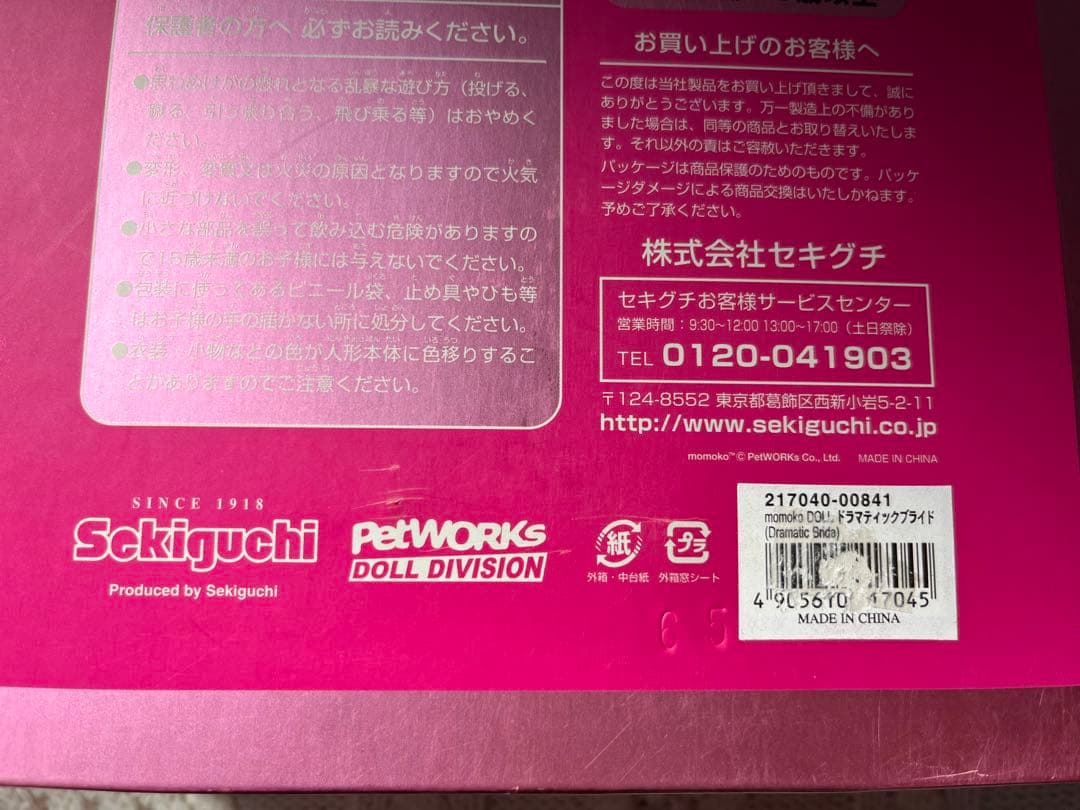 保護者の方へ 必ずお読みください。
●思わぬけがの恐れとなる乱暴な遊び方（投げる、
蹴る、引っ張り合う、飛び乗る等）はおやめく
ださい。
●変形、変質又は火災の原因となりますので火気
に近づけないでください。
●小さな部品を誤って飲み込む危険がありますの
で15歳未満のお子様には与えないでください。
●包装に使ってあるビニール袋、止め具やひも等
はお子様の手の届かない所に処分してください。
●衣装、小物などの色が人形本体に色移りするこ
とがありますのでご注意ください。
お買い上げのお客様へ
この度は当社製品をお買い上げ頂きまして、誠に
ありがとうございます。万一製造上の不備があり
ました場合は、同等の商品とお取り替えいたしま
す。それ以外の責はご容赦いただきます。
パッケージは商品保護のためのものです。パッケ
ージダメージによる商品交換はいたしかねます。
予めご了承ください。
株式会社セキグチ
セキグチお客様サービスセンター
営業時間：9:30~12:00 13:00~17:00（土日祭除）
TEL 0120-041903
〒124-8552 東京都葛飾区西新小岩5-2-11
http://www.sekiguchi.co.jp
momoko™©PetWORKs Co., Ltd. MADE IN CHINA
SINCE 1918
Sekiguchi
Produced by Sekiguchi
PetWORKs
DOLL DIVISION
紙
外箱・中台紙
プラ
外箱窓シート
65
217040-00841
momoko DOLL ドラマティックブライド
(Dramatic Bride)
4 905610 17045
MADE IN CHINA